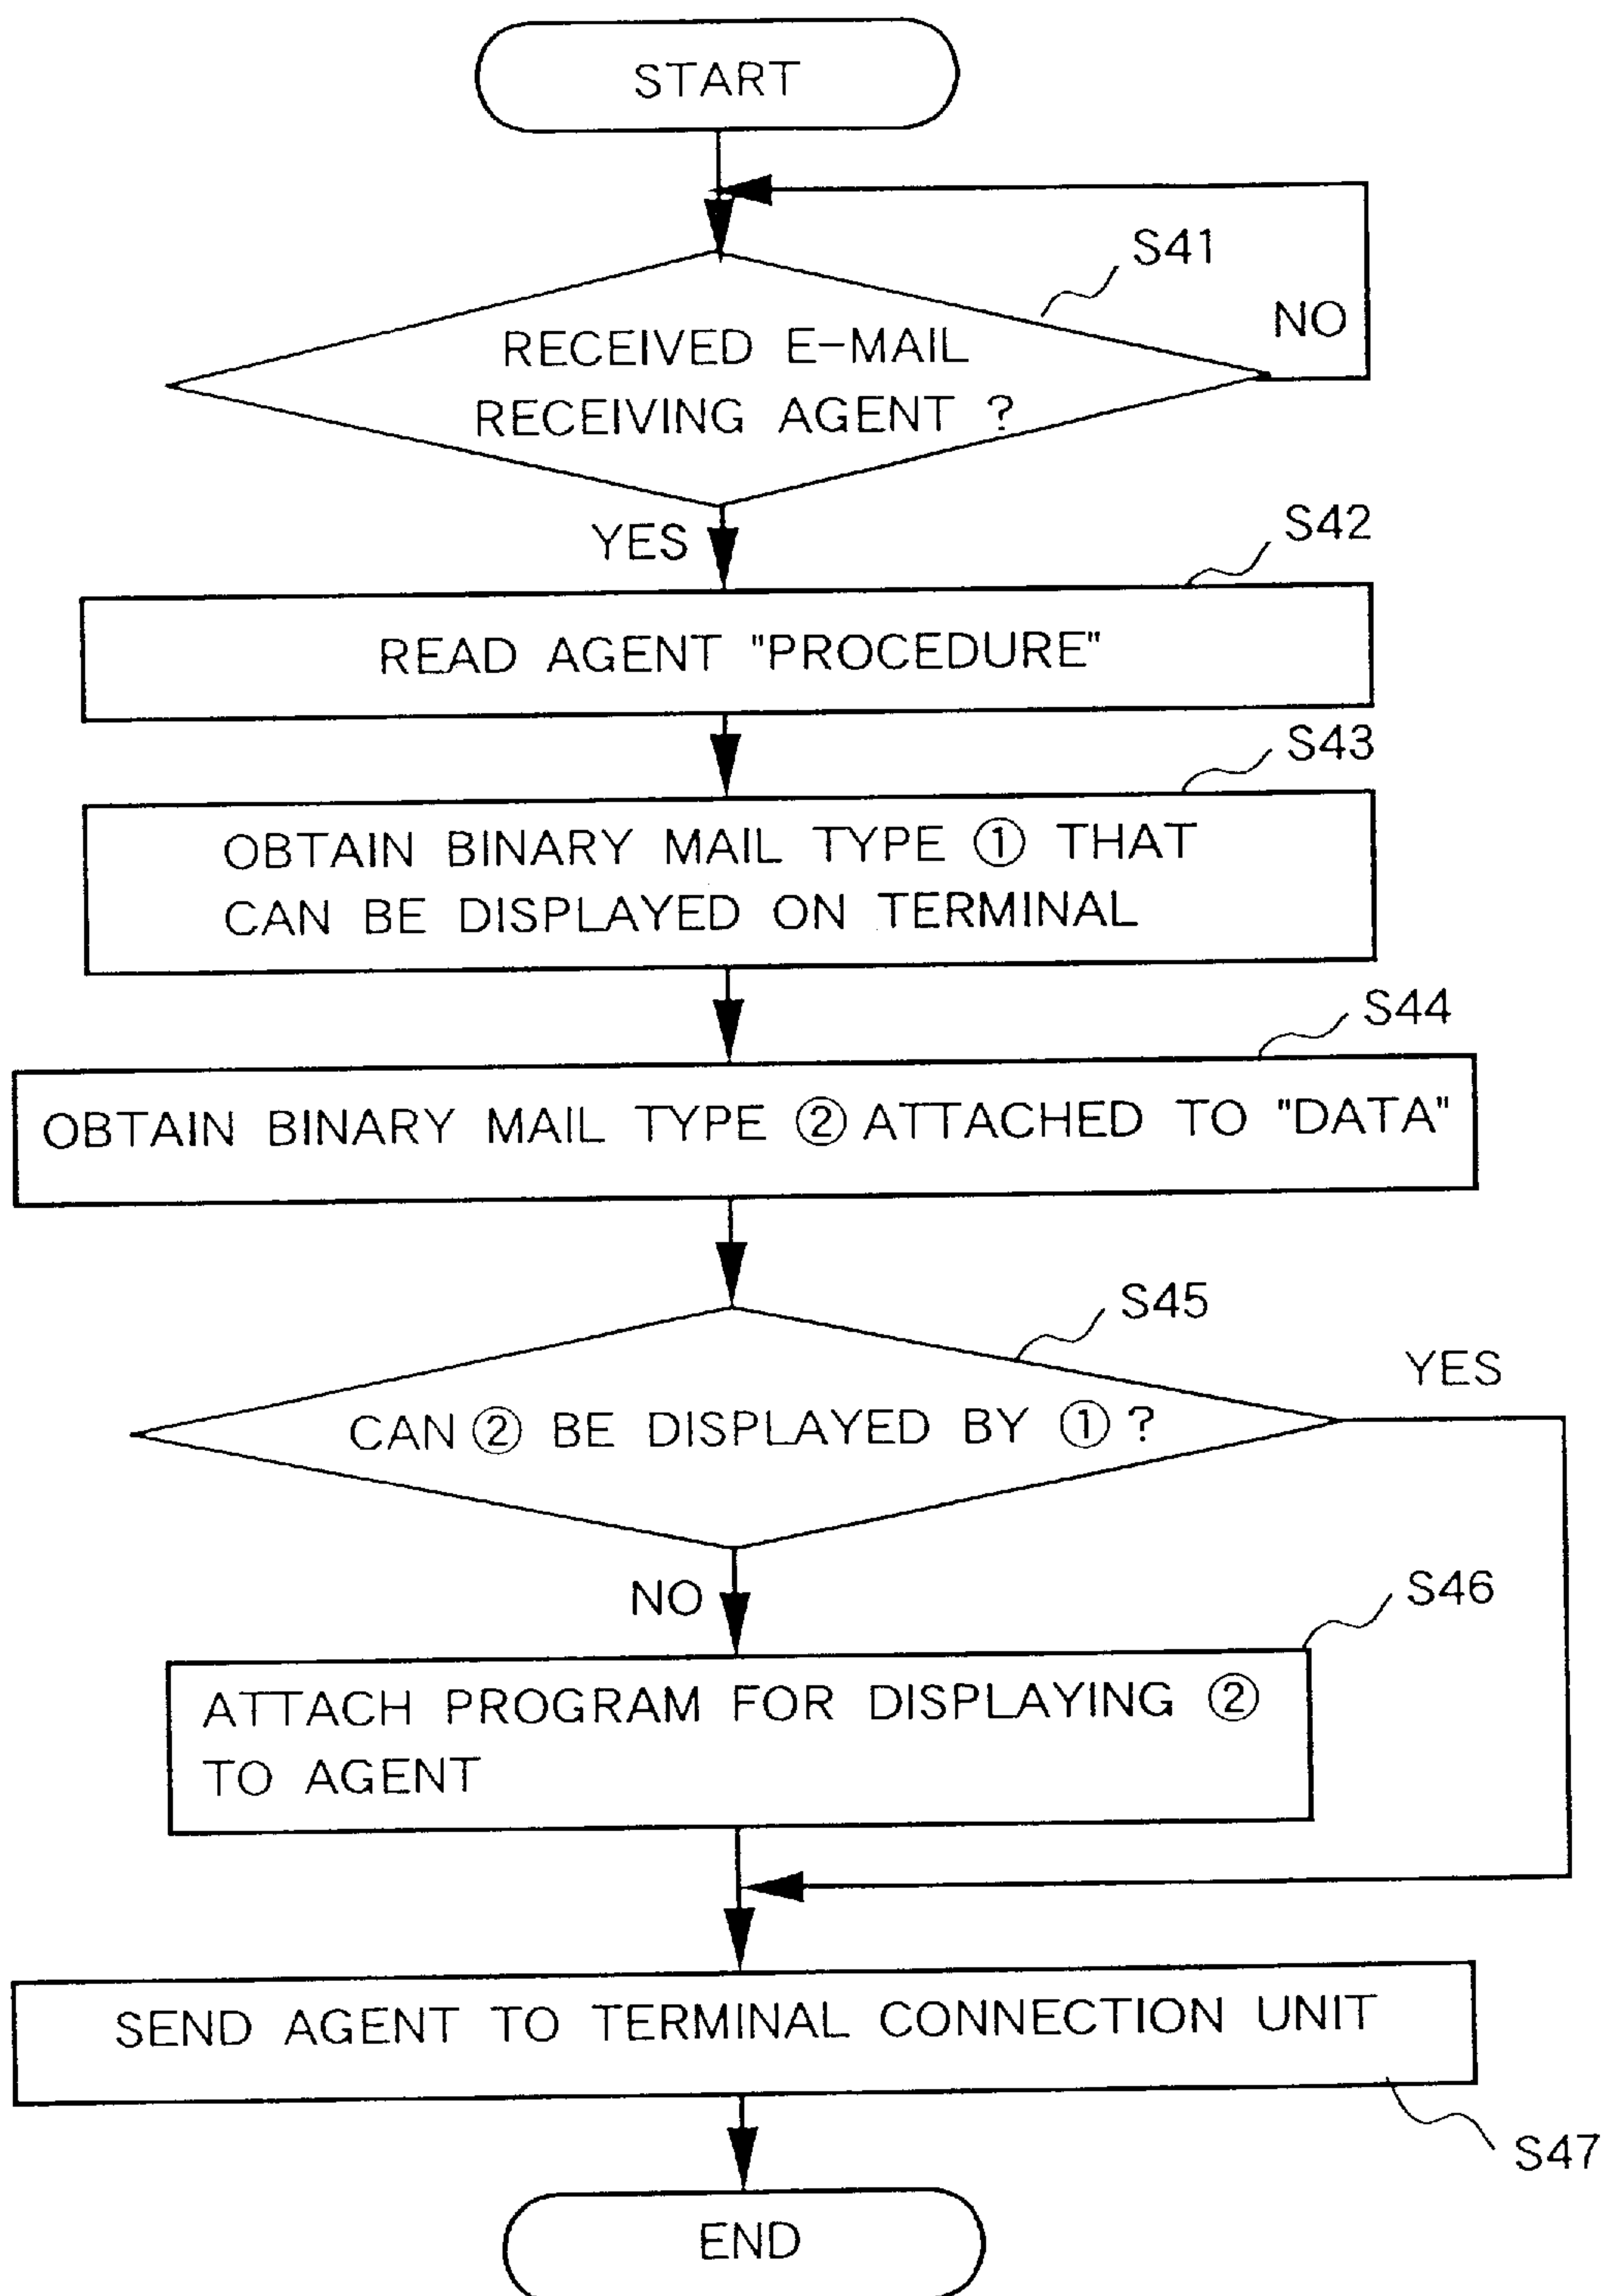 START
S41
NO
RECEIVED E-MAIL
RECEIVING AGENT ?
YES
S42
READ AGENT "PROCEDURE"
S43
OBTAIN BINARY MAIL TYPE ① THAT
CAN BE DISPLAYED ON TERMINAL
S44
OBTAIN BINARY MAIL TYPE ② ATTACHED TO "DATA"
S45
YES
CAN ② BE DISPLAYED BY ① ?
NO
S46
ATTACH PROGRAM FOR DISPLAYING ②
TO AGENT
SEND AGENT TO TERMINAL CONNECTION UNIT
S47
END